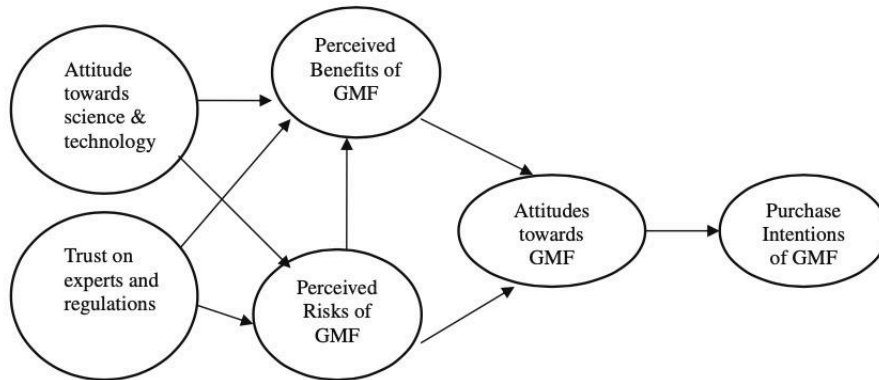 Attitude
towards
science &
technology
Perceived
Benefits of
GMF
Trust on
experts and
regulations
Perceived
Risks of
GMF
Attitudes
towards
GMF
Purchase
Intentions
of GMF